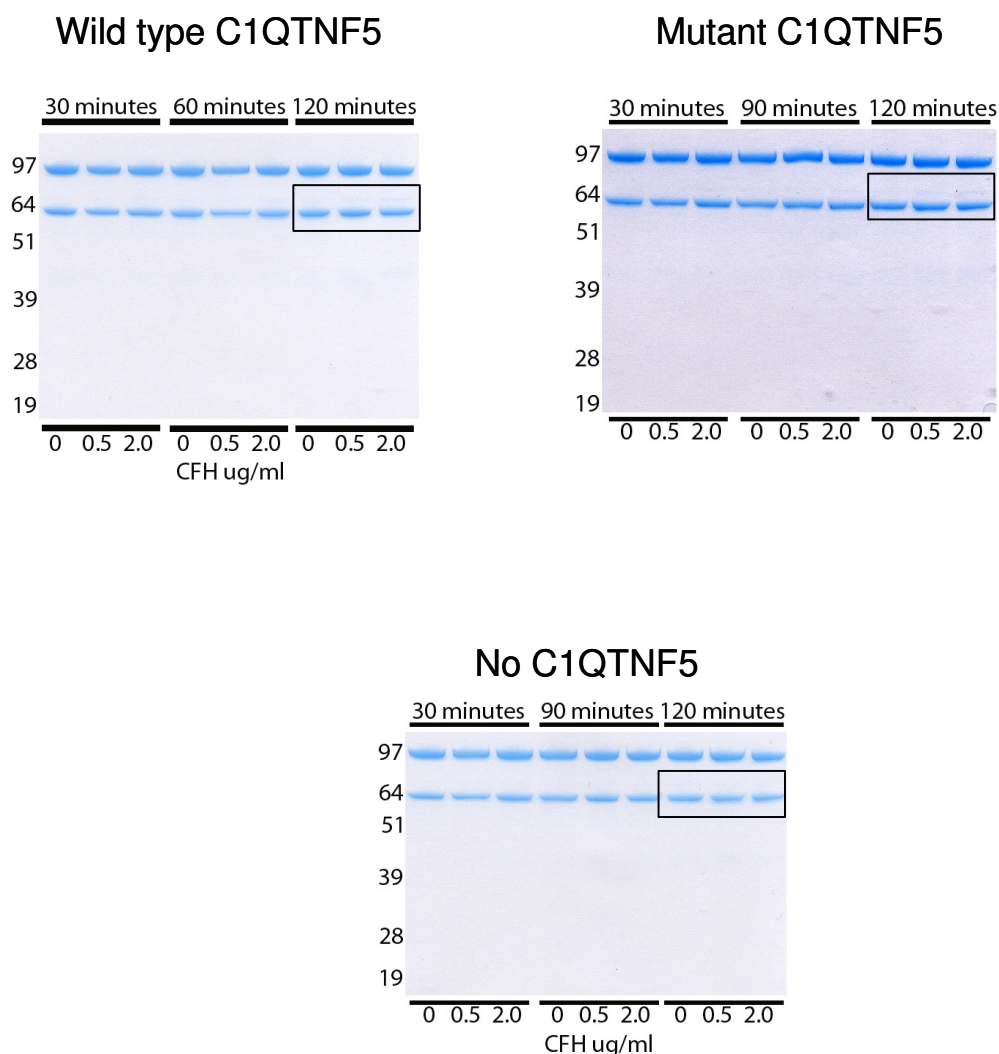 Wild type C1QTNF5
30 minutes 60 minutes 120 minutes
97
64
51
39
28
19
0 0.5 2.0 0 0.5 2.0 0 0.5 2.0
CFH ug/ml
Mutant C1QTNF5
30 minutes 90 minutes 120 minutes
97
64
51
39
28
19
0 0.5 2.0 0 0.5 2.0 0 0.5 2.0
No C1QTNF5
30 minutes 90 minutes 120 minutes
97
64
51
39
28
19
0 0.5 2.0 0 0.5 2.0 0 0.5 2.0
CFH ug/ml